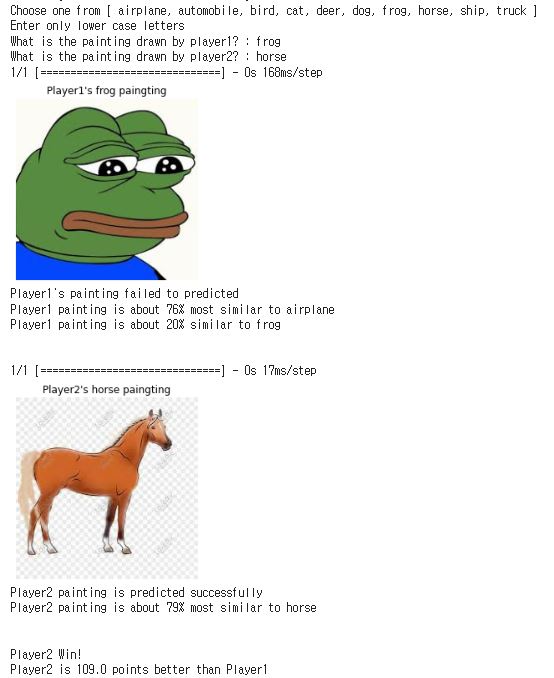 Choose one from [ airplane, automobile, bird, cat, deer, dog, frog, horse, ship, truck ]
Enter only lower case letters
What is the painting drawn by player1? : frog
What is the painting drawn by player2? : horse
1/1 [==============================] - 0s 168ms/step
Player1's frog paingting
Player1's painting failed to predicted
Player1 painting is about 76% most similar to airplane
Player1 painting is about 20% similar to frog
1/1 [==============================] - 0s 17ms/step
Player2's horse paingting
Player2 painting is predicted successfully
Player2 painting is about 79% most similar to horse
Player2 Win!
Player2 is 109.0 points better than Player1